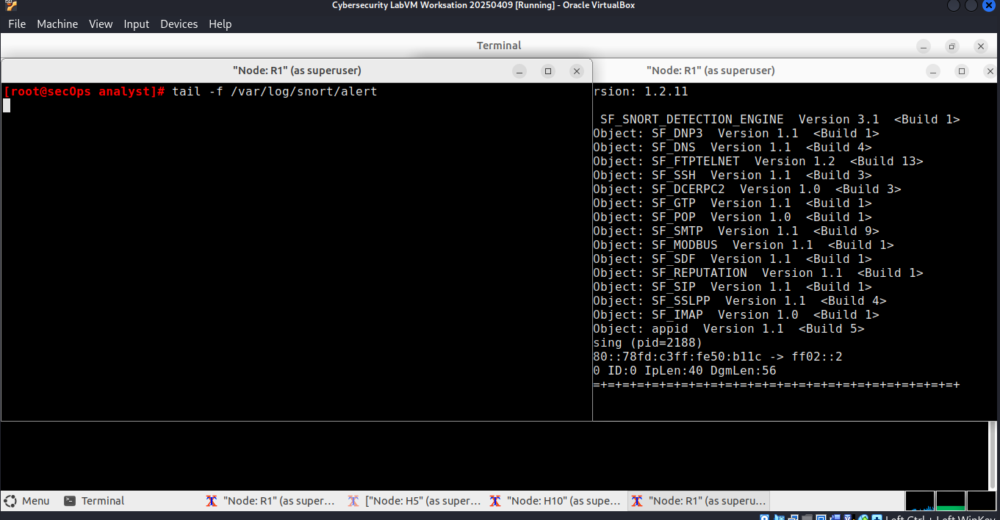 Cybersecurity LabVM Worksation 20250409 [Running] - Oracle VirtualBox
File Machine View Input Devices Help
Terminal
"Node: R1" (as superuser)
[root@secOps analyst]# tail -f /var/log/snort/alert
"Node: R1" (as superuser)
rsion: 1.2.11
SF_SNORT_DETECTION_ENGINE  Version 3.1  <Build 1>
Object: SF_DNP3  Version 1.1  <Build 1>
Object: SF_DNS  Version 1.1  <Build 4>
Object: SF_FTPTELNET  Version 1.2  <Build 13>
Object: SF_SSH  Version 1.1  <Build 3>
Object: SF_DCERPC2  Version 1.0  <Build 3>
Object: SF_GTP  Version 1.1  <Build 1>
Object: SF_POP  Version 1.0  <Build 1>
Object: SF_SMTP  Version 1.1  <Build 9>
Object: SF_MODBUS  Version 1.1  <Build 1>
Object: SF_SDF  Version 1.1  <Build 1>
Object: SF_REPUTATION  Version 1.1  <Build 1>
Object: SF_SIP  Version 1.1  <Build 1>
Object: SF_SSLPP  Version 1.1  <Build 4>
Object: SF_IMAP  Version 1.0  <Build 1>
Object: appid  Version 1.1  <Build 5>
sing (pid=2188)
80::78fd:c3ff:fe50:b11c -> ff02::2
0 ID:0 IpLen:40 DgmLen:56
=+=+=+=+=+=+=+=+=+=+=+=+=+=+=+=+=+=+=+=+=+=+=+=+=+
Menu Terminal "Node: R1" (as super... ["Node: H5" (as super... "Node: H10" (as supe... "Node: R1" (as superu...
Left Ctrl + Left WinKey